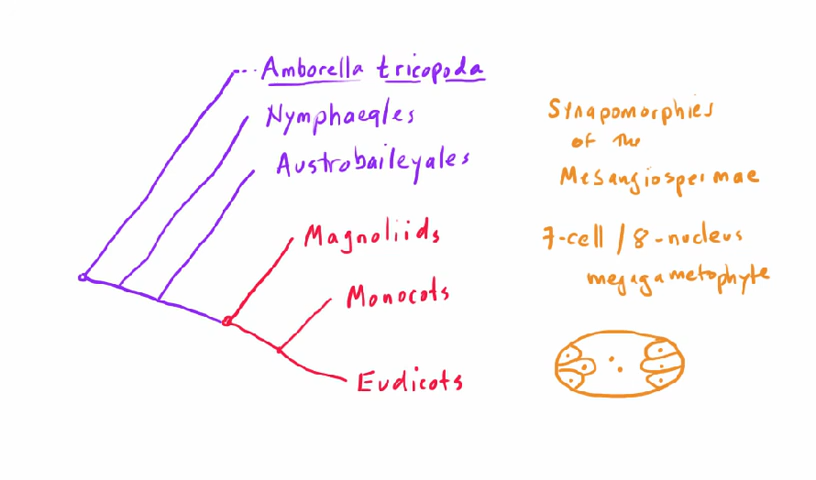 Amborella tricopoda
Nymphaeales
Austrobaileyales
Magnoliids
Monocots
Eudicots
Synapomorphies
of the
Mesangiospermae
7-cell / 8-nucleus
megagametophyte